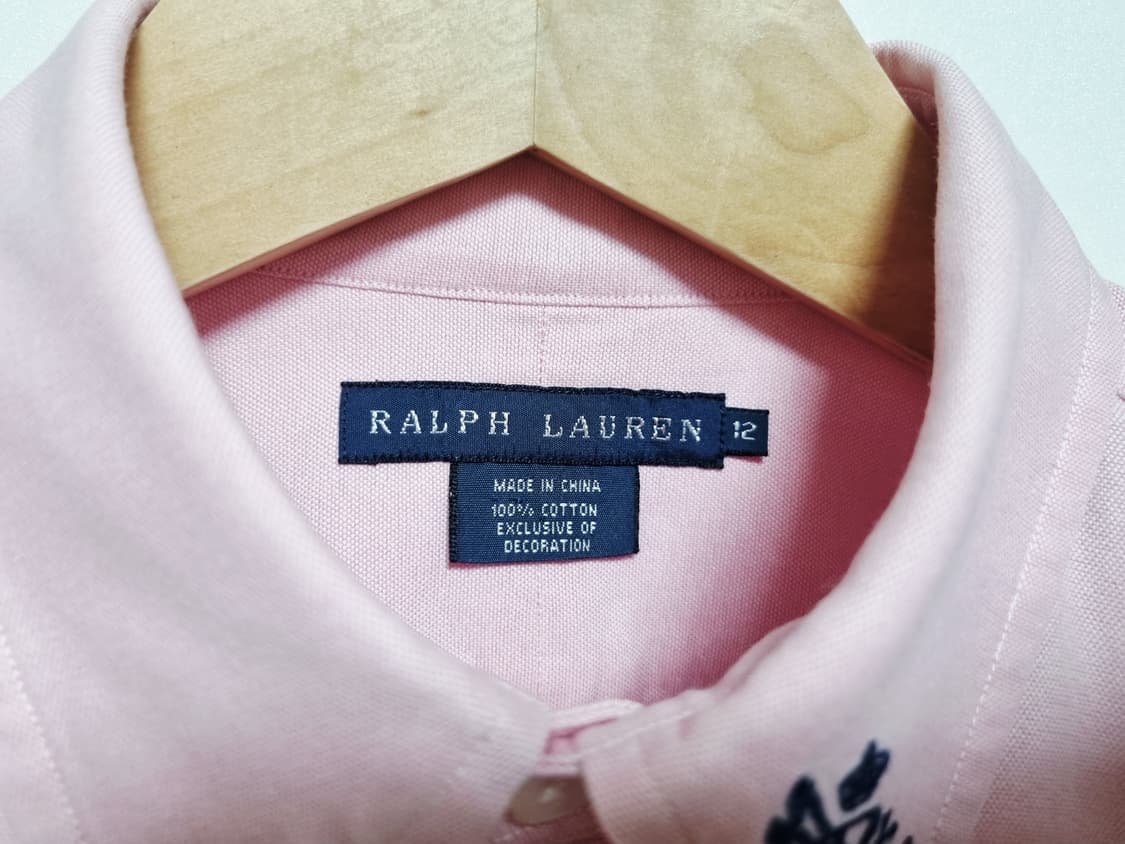 RALPH LAUREN 12
MADE IN CHINA
100% COTTON
EXCLUSIVE OF
DECORATION